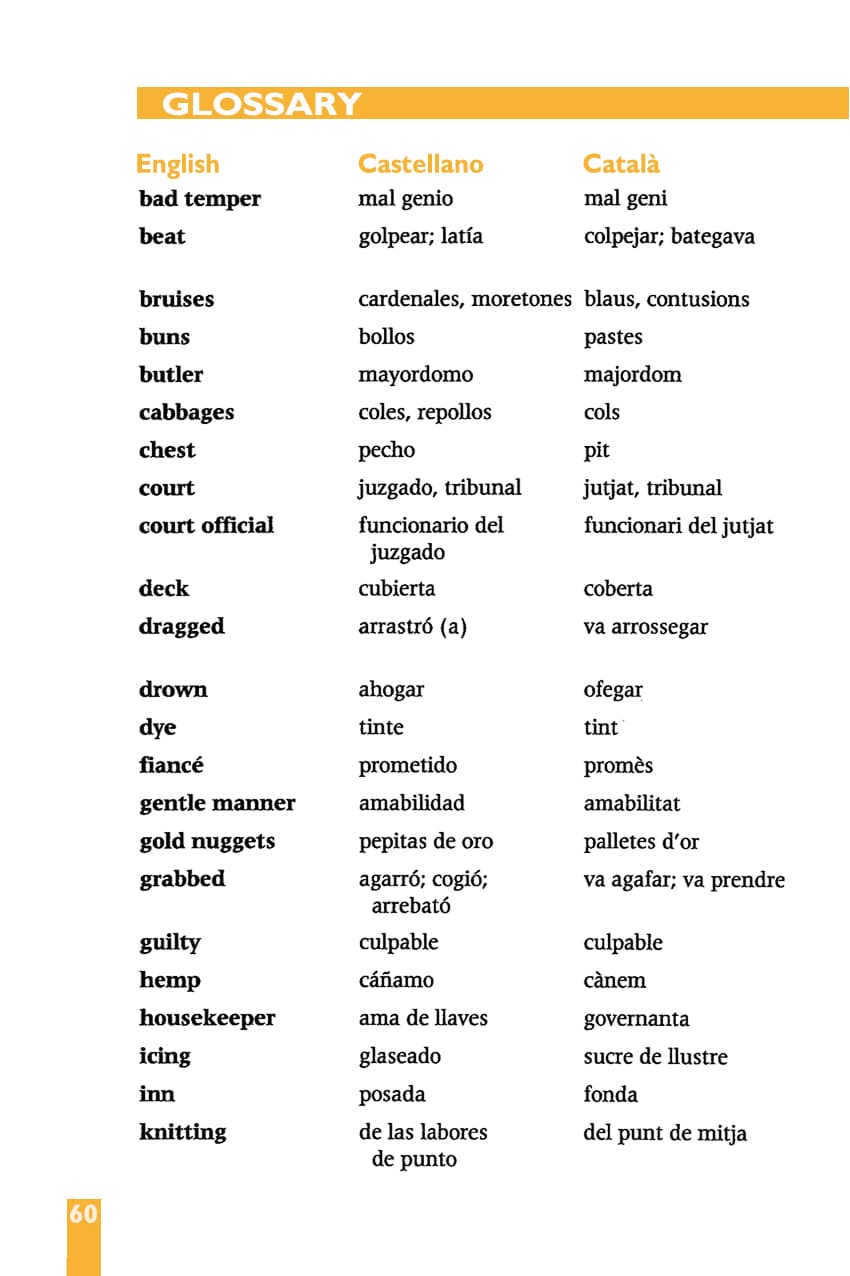 GLOSSARY
English Castellano Català
bad temper mal genio mal geni
beat golpear; latía colpejar; bategava
bruises cardenales, moretones blaus, contusions
buns bollos pastes
butler mayordomo majordom
cabbages coles, repollos cols
chest pecho pit
court juzgado, tribunal jutjat, tribunal
court official funcionario del funcionari del jutjat
juzgado
deck cubierta coberta
dragged arrastró (a) va arrossegar
drown ahogar ofegar
dye tinte tint
fiancé prometido promès
gentle manner amabilidad amabilitat
gold nuggets pepitas de oro palletes d'or
grabbed agarró; cogió; va agafar; va prendre
arrebató
guilty culpable culpable
hemp cáñamo cànem
housekeeper ama de llaves governanta
icing glaseado sucre de llustre
inn posada fonda
knitting de las labores del punt de mitja
de punto
60